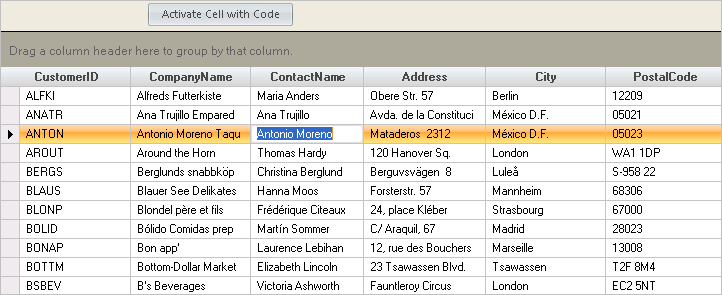 Activate Cell with Code
Drag a column header here to group by that column.
CustomerID CompanyName ContactName Address City PostalCode
ALFKI Alfreds Futterkiste Maria Anders Obere Str. 57 Berlin 12209
ANATR Ana Trujillo Empared Ana Trujillo Avda. de la Constituci México D.F. 05021
ANTON Antonio Moreno Taqu Antonio Moreno Mataderos 2312 México D.F. 05023
AROUT Around the Horn Thomas Hardy 120 Hanover Sq. London WA1 1DP
BERGS Berglunds snabbköp Christina Berglund Berguvsvägen 8 Luleå S-958 22
BLAUS Blauer See Delikates Hanna Moos Forsterstr. 57 Mannheim 68306
BLONP Blondel père et fils Frédérique Citeaux 24, place Kléber Strasbourg 67000
BOLID Bólido Comidas prep Martín Sommer C/ Araquil, 67 Madrid 28023
BONAP Bon app' Laurence Lebihan 12, rue des Bouchers Marseille 13008
BOTTM Bottom-Dollar Market Elizabeth Lincoln 23 Tsawassen Blvd. Tsawassen T2F 8M4
BSBEV B's Beverages Victoria Ashworth Fauntleroy Circus London EC2 5NT